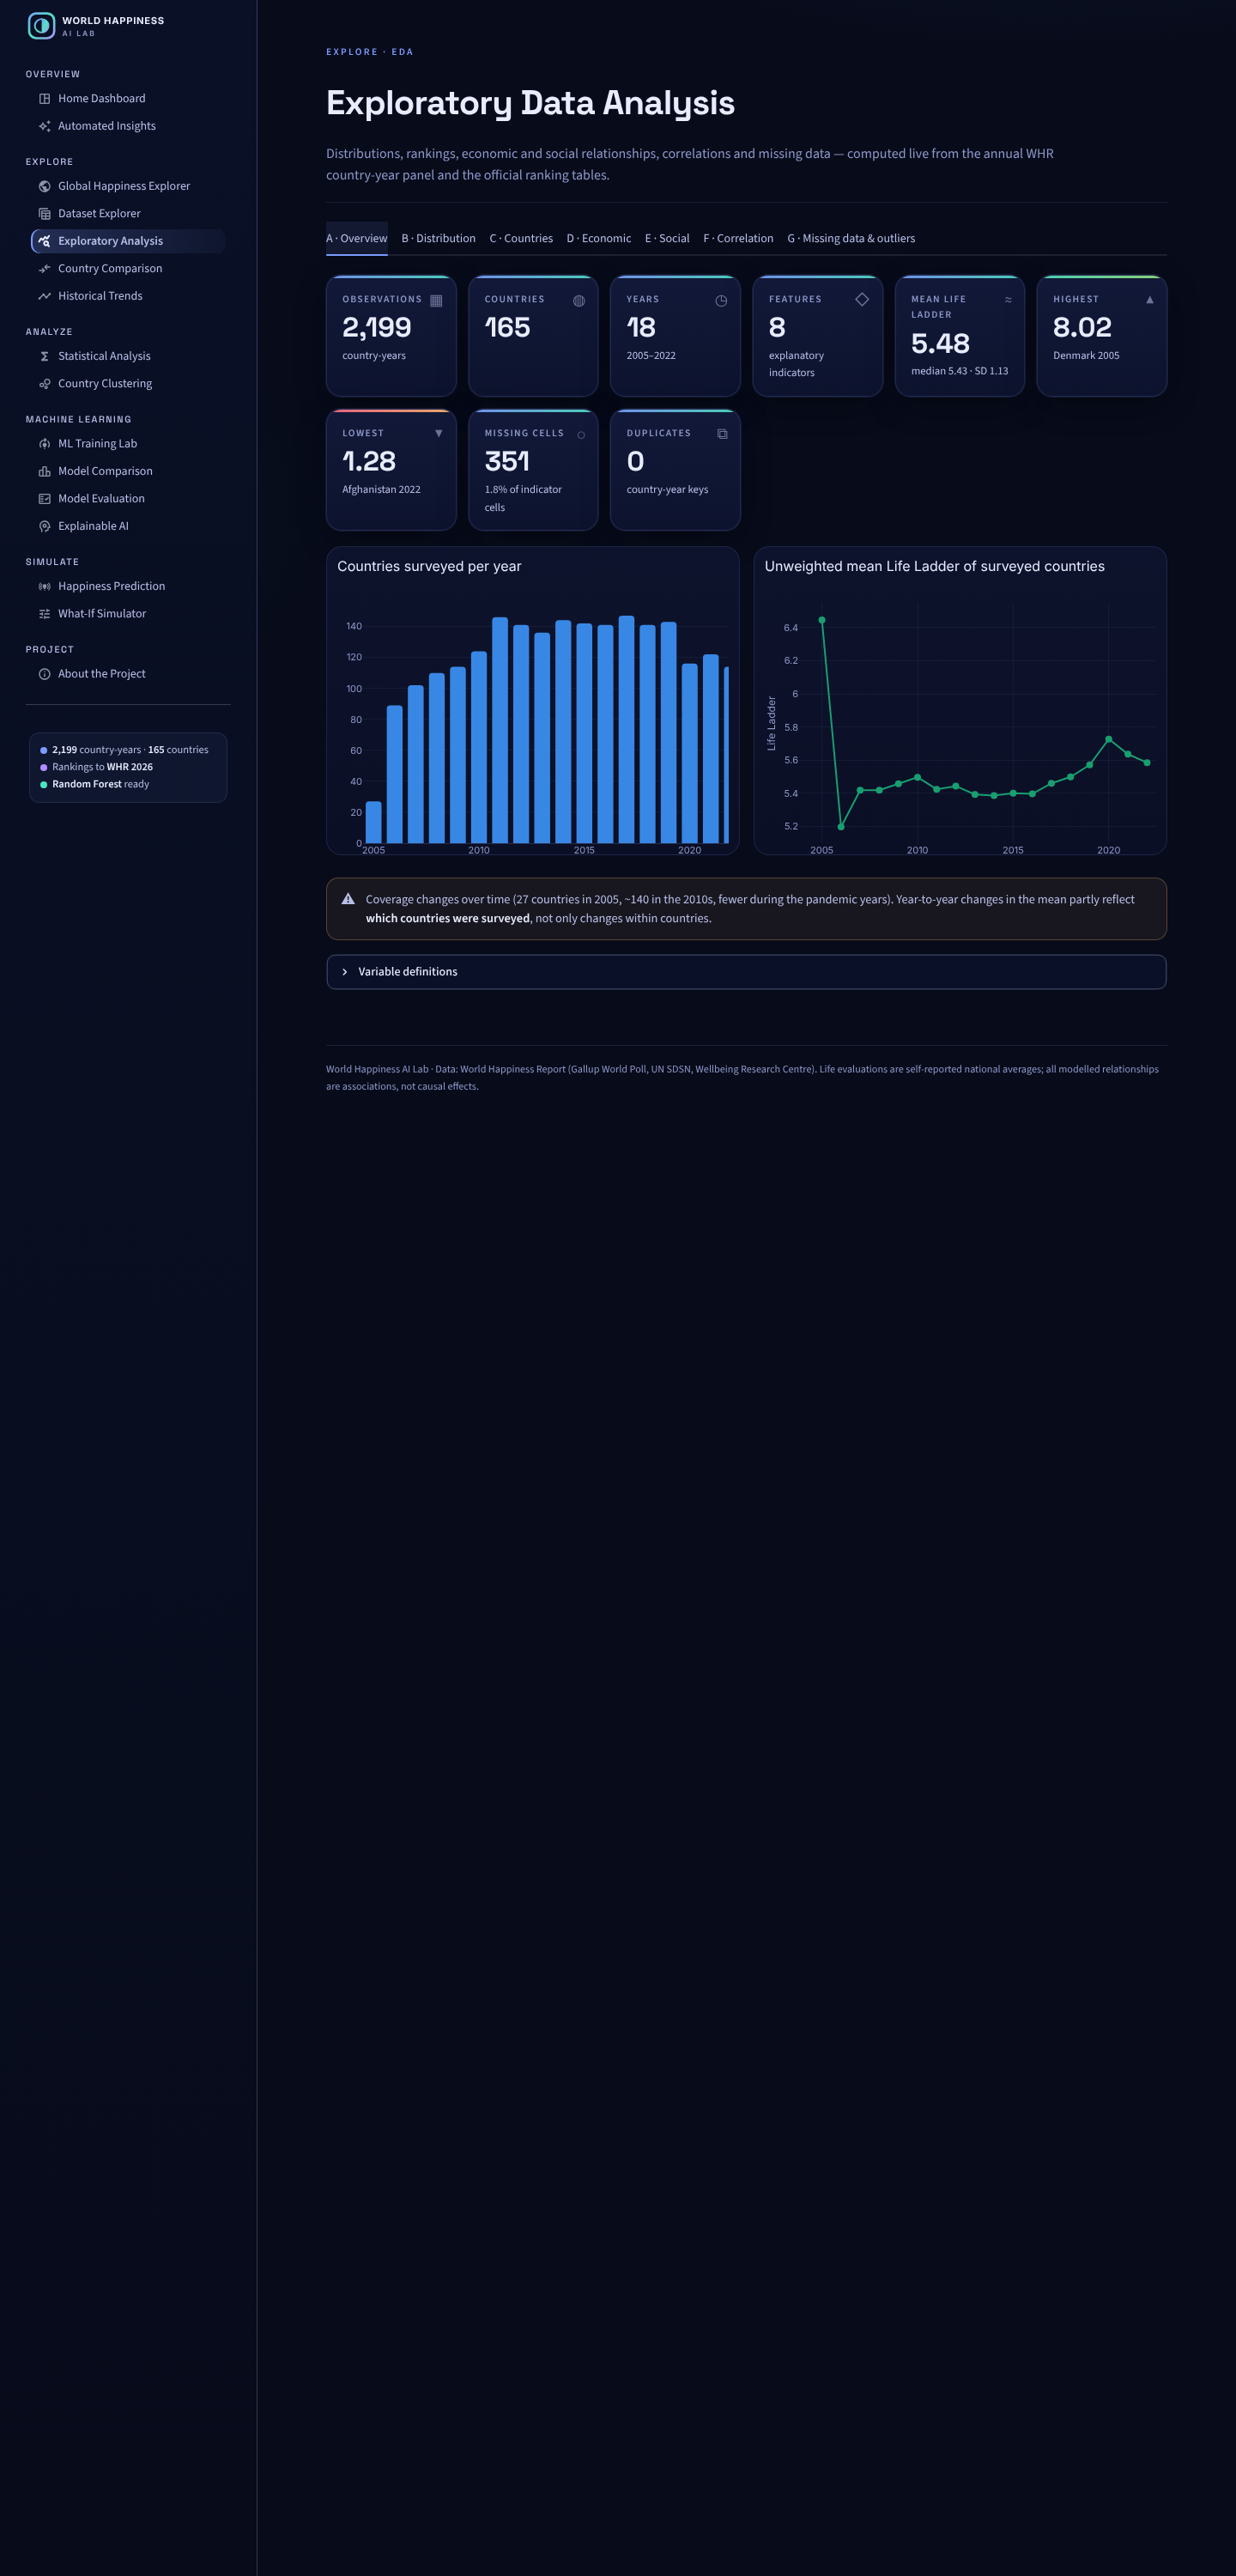 WORLD HAPPINESS
AI LAB
OVERVIEW
Home Dashboard
Automated Insights
EXPLORE
Global Happiness Explorer
Dataset Explorer
Exploratory Analysis
Country Comparison
Historical Trends
ANALYZE
Statistical Analysis
Country Clustering
MACHINE LEARNING
ML Training Lab
Model Comparison
Model Evaluation
Explainable AI
SIMULATE
Happiness Prediction
What-If Simulator
PROJECT
About the Project
2,199 country-years · 165 countries
Rankings to WHR 2026
Random Forest ready
EXPLORE · EDA
Exploratory Data Analysis
Distributions, rankings, economic and social relationships, correlations and missing data — computed live from the annual WHR
country-year panel and the official ranking tables.
A · Overview B · Distribution C · Countries D · Economic E · Social F · Correlation G · Missing data & outliers
OBSERVATIONS
2,199
country-years
COUNTRIES
165
YEARS
18
2005–2022
FEATURES
8
explanatory
indicators
MEAN LIFE
LADDER
5.48
median 5.43 · SD 1.13
HIGHEST
8.02
Denmark 2005
LOWEST
1.28
Afghanistan 2022
MISSING CELLS
351
1.8% of indicator
cells
DUPLICATES
0
country-year keys
Countries surveyed per year
140
120
100
80
60
40
20
0
2005 2010 2015 2020
Unweighted mean Life Ladder of surveyed countries
Life Ladder
6.4
6.2
6
5.8
5.6
5.4
5.2
2005 2010 2015 2020
Coverage changes over time (27 countries in 2005, ~140 in the 2010s, fewer during the pandemic years). Year-to-year changes in the mean partly reflect
which countries were surveyed, not only changes within countries.
Variable definitions
World Happiness AI Lab · Data: World Happiness Report (Gallup World Poll, UN SDSN, Wellbeing Research Centre). Life evaluations are self-reported national averages; all modelled relationships
are associations, not causal effects.